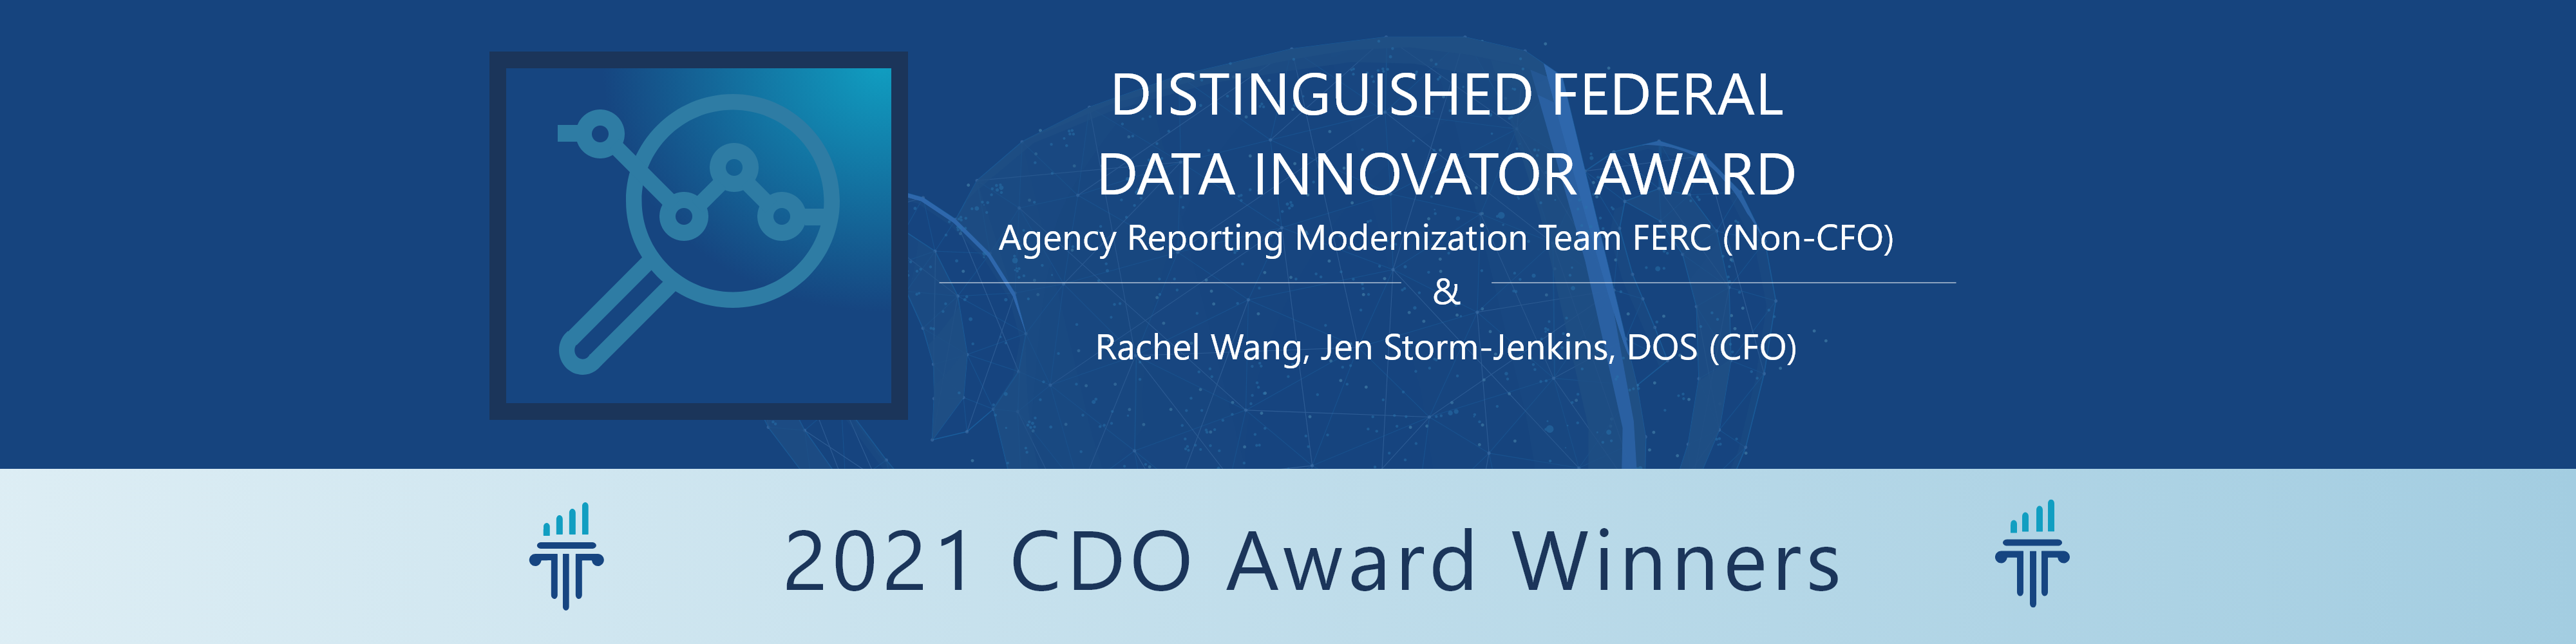 DISTINGUISHED FEDERAL
DATA INNOVATOR AWARD
Agency Reporting Modernization Team FERC (Non-CFO)
&
Rachel Wang, Jen Storm-Jenkins, DOS (CFO)
2021 CDO Award Winners